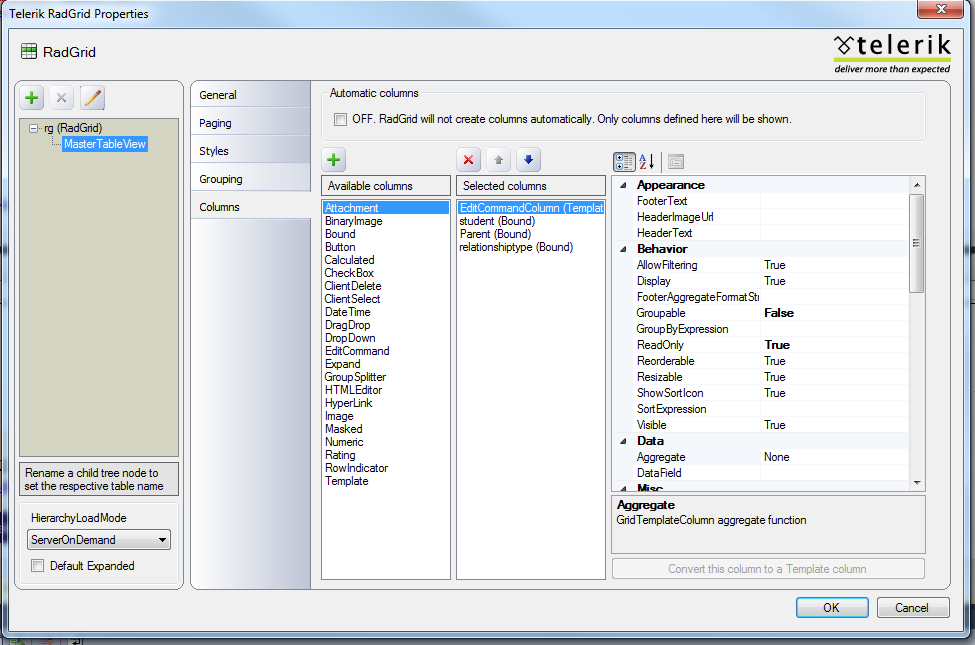 Telerik RadGrid Properties
RadGrid
telerik
deliver more than expected
rg (RadGrid)
MasterTableView
Rename a child tree node to
set the respective table name
HierarchyLoadMode
ServerOnDemand
Default Expanded
General
Paging
Styles
Grouping
Columns
Automatic columns
OFF. RadGrid will not create columns automatically. Only columns defined here will be shown.
Available columns
Attachment
BinaryImage
Bound
Button
Calculated
CheckBox
ClientDelete
ClientSelect
DateTime
DragDrop
DropDown
EditCommand
Expand
GroupSplitter
HTMLEditor
HyperLink
Image
Masked
Numeric
Rating
RowIndicator
Template
Selected columns
EditCommandColumn (Templat
student (Bound)
Parent (Bound)
relationshiptype (Bound)
Appearance
FooterText
HeaderImageUrl
HeaderText
Behavior
AllowFiltering True
Display True
FooterAggregateFormatStr
Groupable False
GroupByExpression
ReadOnly True
Reorderable True
Resizable True
ShowSortIcon True
SortExpression
Visible True
Data
Aggregate None
DataField
Misc
Aggregate
GridTemplateColumn aggregate function
Convert this column to a Template column
OK Cancel